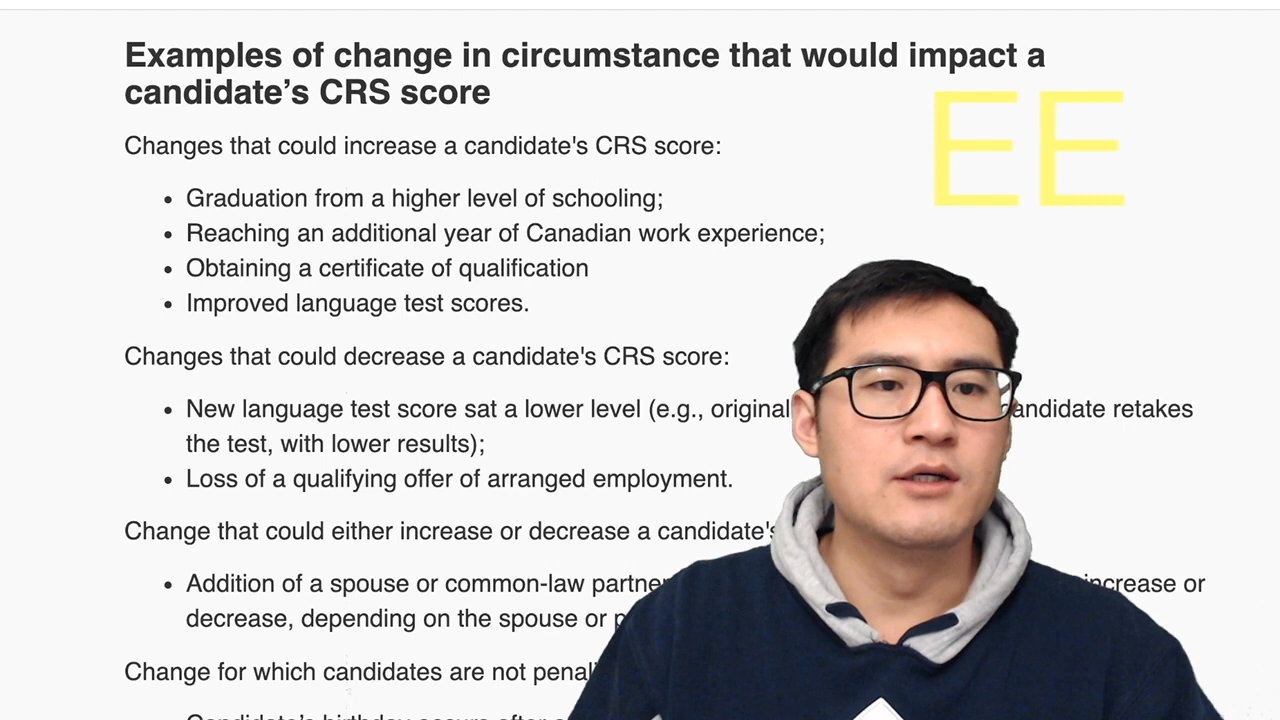 Examples of change in circumstance that would impact a
candidate’s CRS score
EE
Changes that could increase a candidate's CRS score:
• Graduation from a higher level of schooling;
• Reaching an additional year of Canadian work experience;
• Obtaining a certificate of qualification
• Improved language test scores.
Changes that could decrease a candidate's CRS score:
• New language test score sat a lower level (e.g., original candidate retakes
the test, with lower results);
• Loss of a qualifying offer of arranged employment.
Change that could either increase or decrease a candidate's
• Addition of a spouse or common-law increase or
decrease, depending on the spouse or
Change for which candidates are not